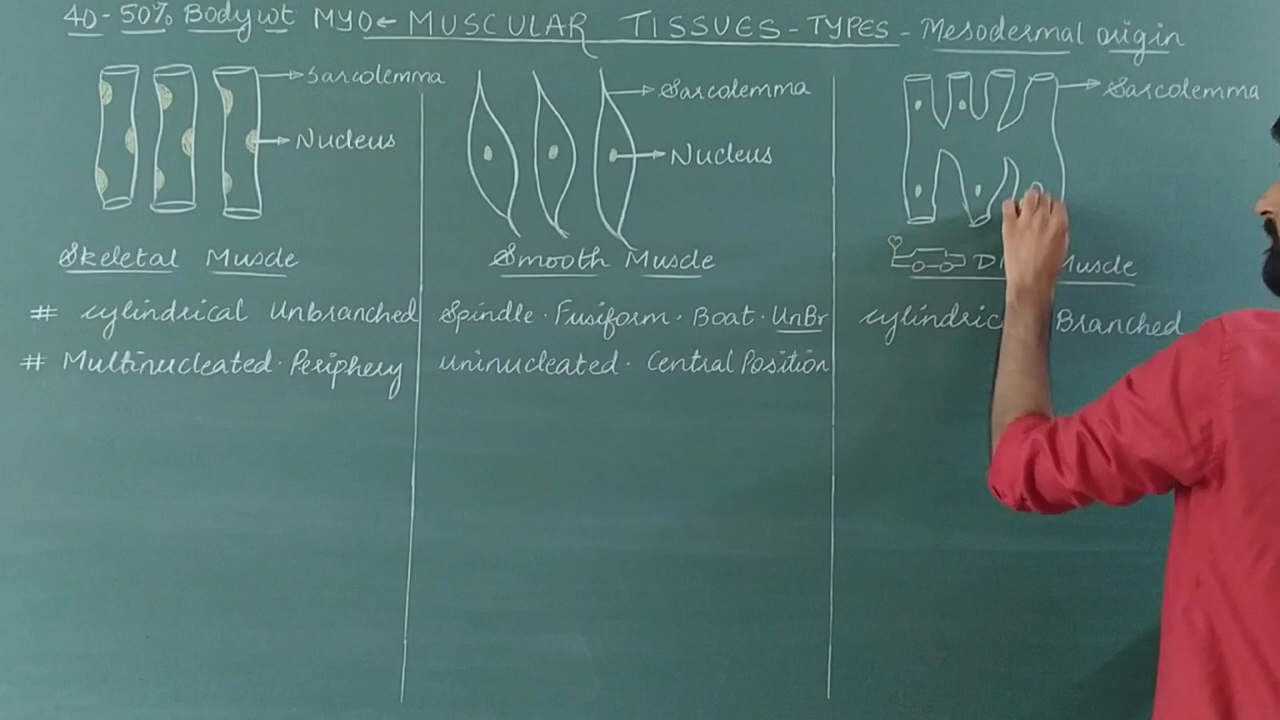 40-50% Body wt MYO← MUSCULAR TISSUES-TYPES - Mesodermal origin
Sarcolemma
Nucleus
Skeletal Muscle
# cylindrical Unbranched
# Multinucleated. Periphery
Sarcolemma
Nucleus
Smooth Muscle
Spindle. Fusiform. Boat. UnBr
uninucleated. Central Position
Sarcolemma
Muscle
Branched